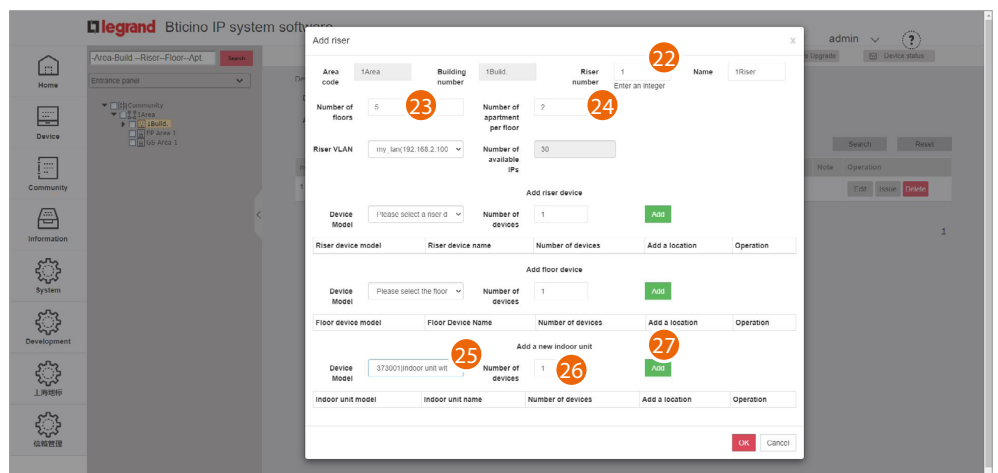 legrand Bticino IP system software
admin
?
-Area-Build.--Riser--Floor--Apt. Search
Upgrade
Device status
Entrance panel
Home
Device
Community
Information
System
Development
上海地标
信箱管理
Community
1Area
1Build.
FP Area 1
GS Area 1
Search Reset
Note Operation
Edit Issue Delete
1
Add riser x
22
Area code 1Area Building number 1Build. Riser number 1 Name 1Riser
Enter an integer
Number of floors 5 23 Number of apartment per floor 2 24
Riser VLAN my_lan(192.168.2.100 Number of available IPs 30
Add riser device
Device Model Please select a riser d Number of devices 1 Add
Riser device model Riser device name Number of devices Add a location Operation
Add floor device
Device Model Please select the floor Number of devices 1 Add
Floor device model Floor Device Name Number of devices Add a location Operation
Add a new indoor unit
25 26 27
Device Model 373001(indoor unit wit Number of devices 1 Add
Indoor unit model Indoor unit name Number of devices Add a location Operation
OK Cancel